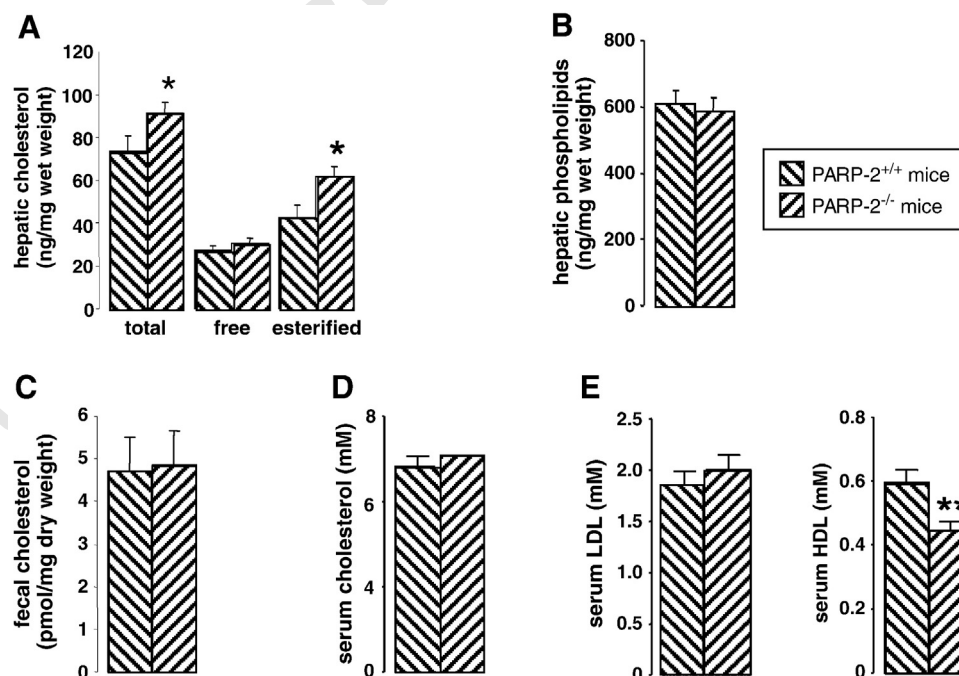 A
hepatic cholesterol
(ng/mg wet weight)
120
100
80
60
40
20
0
*
*
total free esterified
B
hepatic phospholipids
(ng/mg wet weight)
800
600
200
400
0
PARP-2+/+ mice
PARP-2-/- mice
C
fecal cholesterol
(pmol/mg dry weight)
6
5
4
3
2
1
0
D
serum cholesterol (mM)
8
6
4
0
E
serum LDL (mM)
2.5
2.0
1.5
1.0
0.5
0
serum HDL (mM)
0.8
0.6
0.4
0.2
0
**